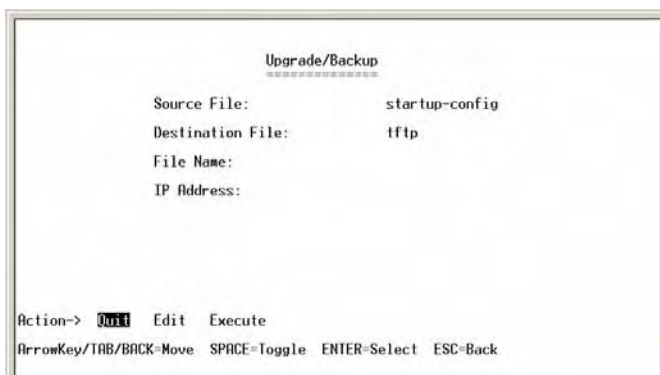 Upgrade/Backup
==============
Source File: startup-config
Destination File: tftp
File Name:
IP Address:
Action-> Quit Edit Execute
ArrowKey/TAB/BACK=Move SPACE=Toggle ENTER=Select ESC=Back